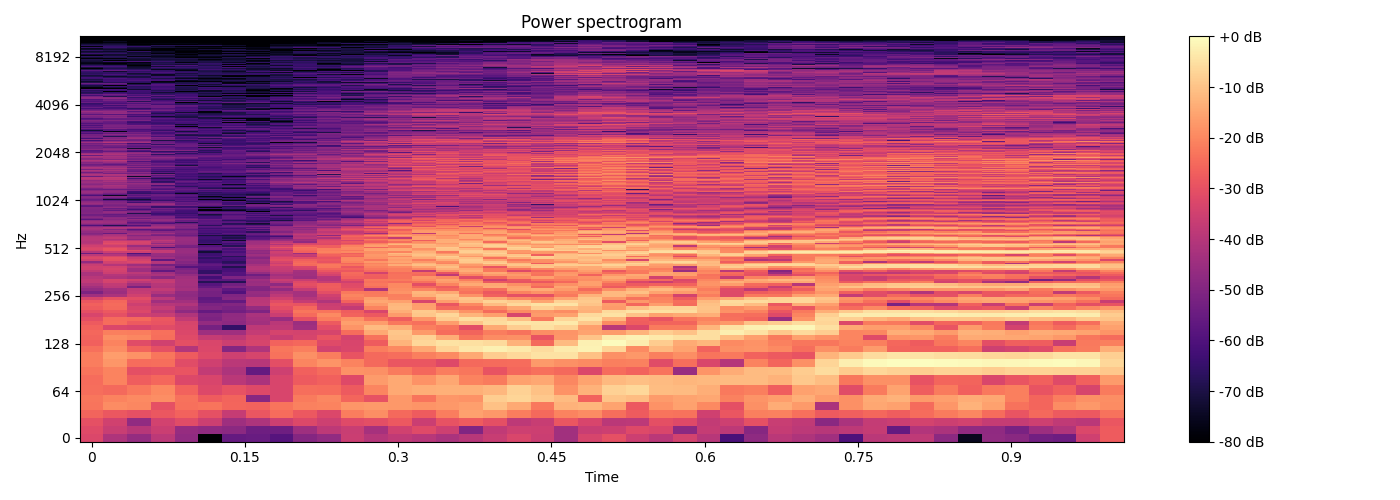 Power spectrogram
8192
4096
2048
1024
512
256
128
64
0
Hz
0 0.15 0.3 0.45 0.6 0.75 0.9
Time
+0 dB
-10 dB
-20 dB
-30 dB
-40 dB
-50 dB
-60 dB
-70 dB
-80 dB